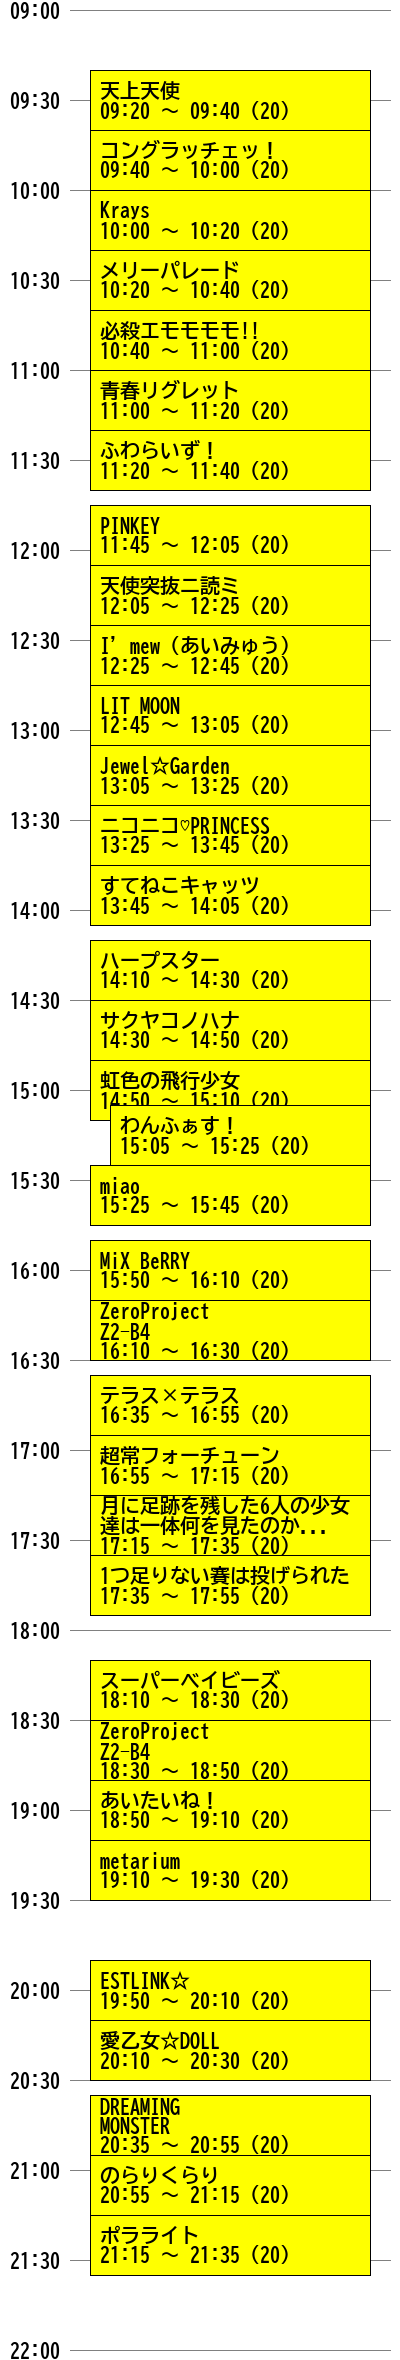 09:00
天上天使
09:30
09:20 ～ 09:40 (20)
コングラッチェッ！
09:40 ～ 10:00 (20)
10:00
Krays
10:00 ～ 10:20 (20)
メリーパレード
10:30
10:20 ～ 10:40 (20)
必殺エモモモモ!!
10:40 ～ 11:00 (20)
11:00
青春リグレット
11:00 ～ 11:20 (20)
ふわらいず！
11:30
11:20 ～ 11:40 (20)
PINKEY
12:00
11:45 ～ 12:05 (20)
天使突抜ニ読ミ
12:05 ～ 12:25 (20)
12:30
I’mew（あいみゅう）
12:25 ～ 12:45 (20)
LIT MOON
13:00
12:45 ～ 13:05 (20)
Jewel☆Garden
13:05 ～ 13:25 (20)
13:30
ニコニコ♡PRINCESS
13:25 ～ 13:45 (20)
すてねこキャッツ
14:00
13:45 ～ 14:05 (20)
ハープスター
14:10 ～ 14:30 (20)
14:30
サクヤコノハナ
14:30 ～ 14:50 (20)
虹色の飛行少女
15:00
14:50 ～ 15:10 (20)
わんふぁす！
15:05 ～ 15:25 (20)
15:30
miao
15:25 ～ 15:45 (20)
MiX BeRRY
16:00
15:50 ～ 16:10 (20)
ZeroProject
Z2-B4
16:10 ～ 16:30 (20)
16:30
テラス×テラス
16:35 ～ 16:55 (20)
17:00
超常フォーチューン
16:55 ～ 17:15 (20)
月に足跡を残した6人の少女
達は一体何を見たのか...
17:30
17:15 ～ 17:35 (20)
1つ足りない賽は投げられた
17:35 ～ 17:55 (20)
18:00
スーパーベイビーズ
18:10 ～ 18:30 (20)
18:30
ZeroProject
Z2-B4
18:30 ～ 18:50 (20)
あいたいね！
19:00
18:50 ～ 19:10 (20)
metarium
19:10 ～ 19:30 (20)
19:30
ESTLINK☆
20:00
19:50 ～ 20:10 (20)
愛乙女☆DOLL
20:10 ～ 20:30 (20)
20:30
DREAMING
MONSTER
20:35 ～ 20:55 (20)
21:00
のらりくらり
20:55 ～ 21:15 (20)
ポラライト
21:30
21:15 ～ 21:35 (20)
22:00